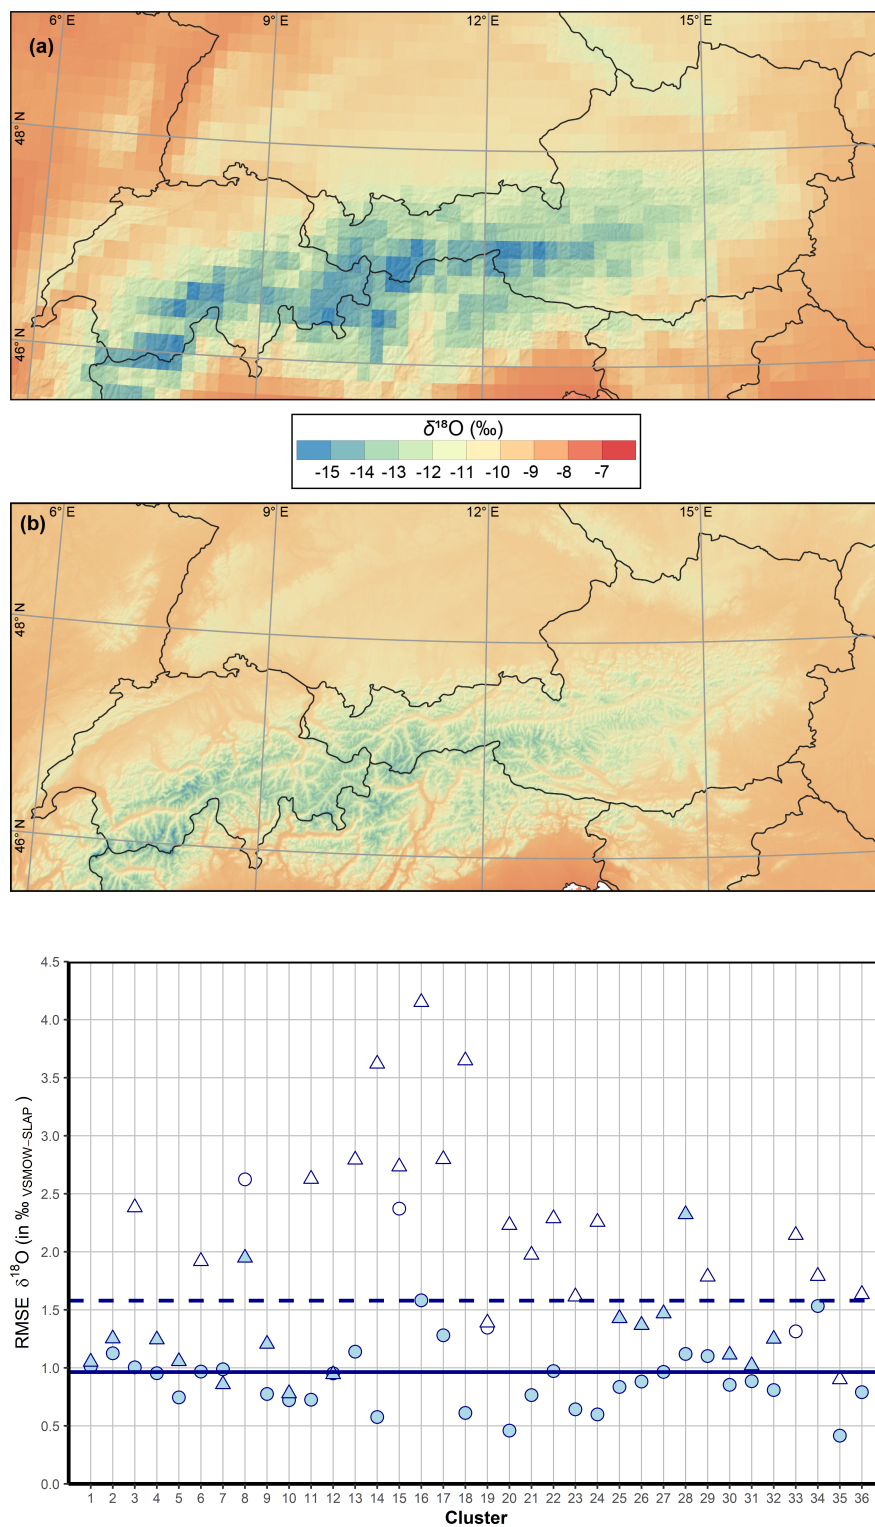 6° E 9° E 12° E 15° E
(a)
48° N
46° N
δ¹⁸O (‰)
-15 -14 -13 -12 -11 -10 -9 -8 -7
6° E 9° E 12° E 15° E
(b)
48° N
46° N
4.5
4.0
3.5
3.0
2.5
2.0
1.5
1.0
0.5
0.0
RMSE δ¹⁸O (in ‰ VSMOW−SLAP)
1 2 3 4 5 6 7 8 9 10 11 12 13 14 15 16 17 18 19 20 21 22 23 24 25 26 27 28 29 30 31 32 33 34 35 36
Cluster